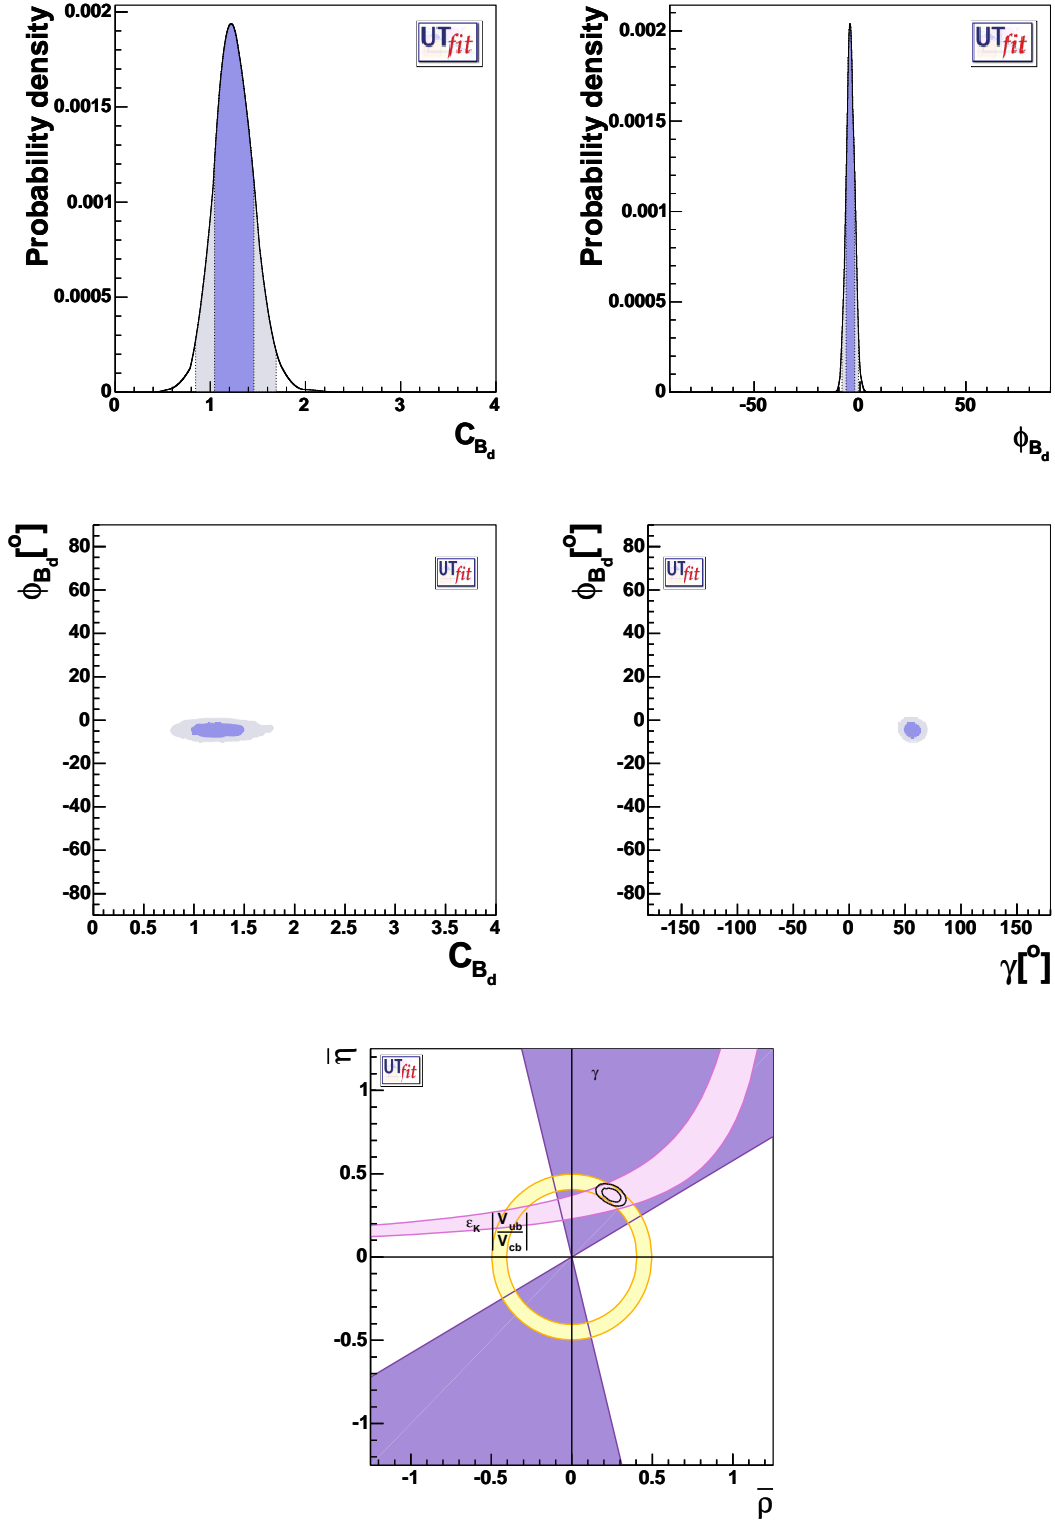 Probability density
0.002
0.0015
0.001
0.0005
0
0 1 2 3 4
C_{B_d}
UTfit
Probability density
0.002
0.0015
0.001
0.0005
0
-50 0 50
ϕ_{B_d}
UTfit
ϕ_{B_d}[°]
80
60
40
20
0
-20
-40
-60
-80
0 0.5 1 1.5 2 2.5 3 3.5 4
C_{B_d}
UTfit
ϕ_{B_d}[°]
80
60
40
20
0
-20
-40
-60
-80
-150 -100 -50 0 50 100 150
γ[°]
UTfit
η̅
1
0.5
0
-0.5
-1
-1 -0.5 0 0.5 1
ρ̅
UTfit
γ
ε_K
|V_{ub}
V_{cb}|